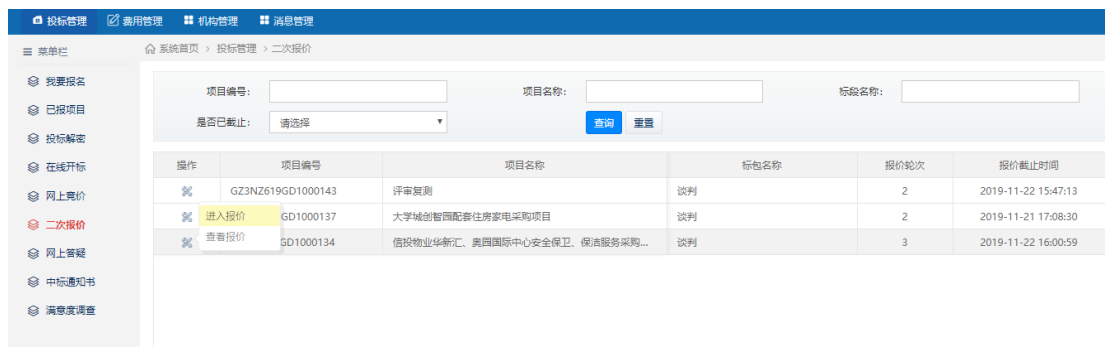 投标管理 费用管理 机构管理 消息管理
菜单栏 系统首页 > 投标管理 > 二次报价
我要报名
已报项目
投标解密
在线开标
网上竞价
二次报价
网上答疑
中标通知书
满意度调查
项目编号: 项目名称: 标段名称:
是否已截止: 请选择 查询 重置
操作 项目编号 项目名称 标包名称 报价轮次 报价截止时间
GZ3NZ619GD1000143 评审复测 谈判 2 2019-11-22 15:47:13
进入报价 GD1000137 大学城创智园配套住房家电采购项目 谈判 2 2019-11-21 17:08:30
查看报价 GD1000134 信投物业华新汇、奥园国际中心安全保卫、保洁服务采购... 谈判 3 2019-11-22 16:00:59